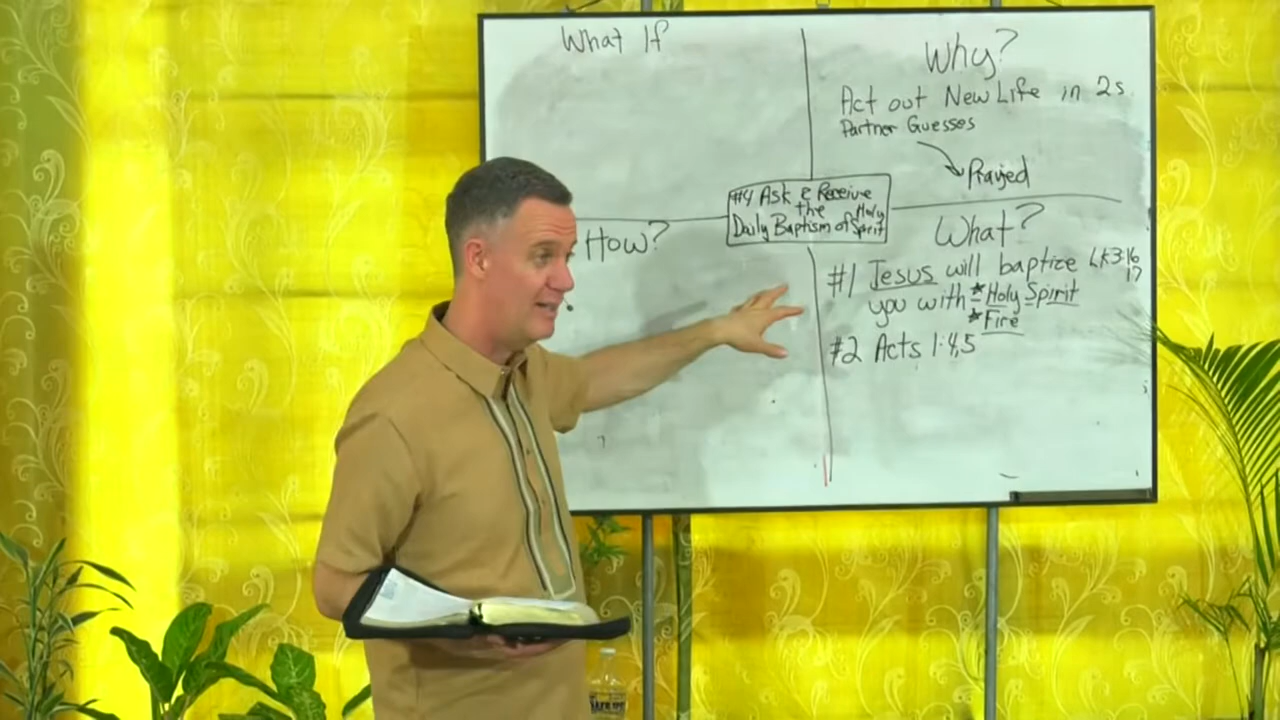 What If
Why?
Act out New Life in 2s
Partner Guesses
Prayed
#4 Ask & Receive
the Holy
Daily Baptism of Spirit
How?
What?
#1 Jesus will baptize LK3:16
17
you with * Holy Spirit
* Fire
#2 Acts 1:4,5